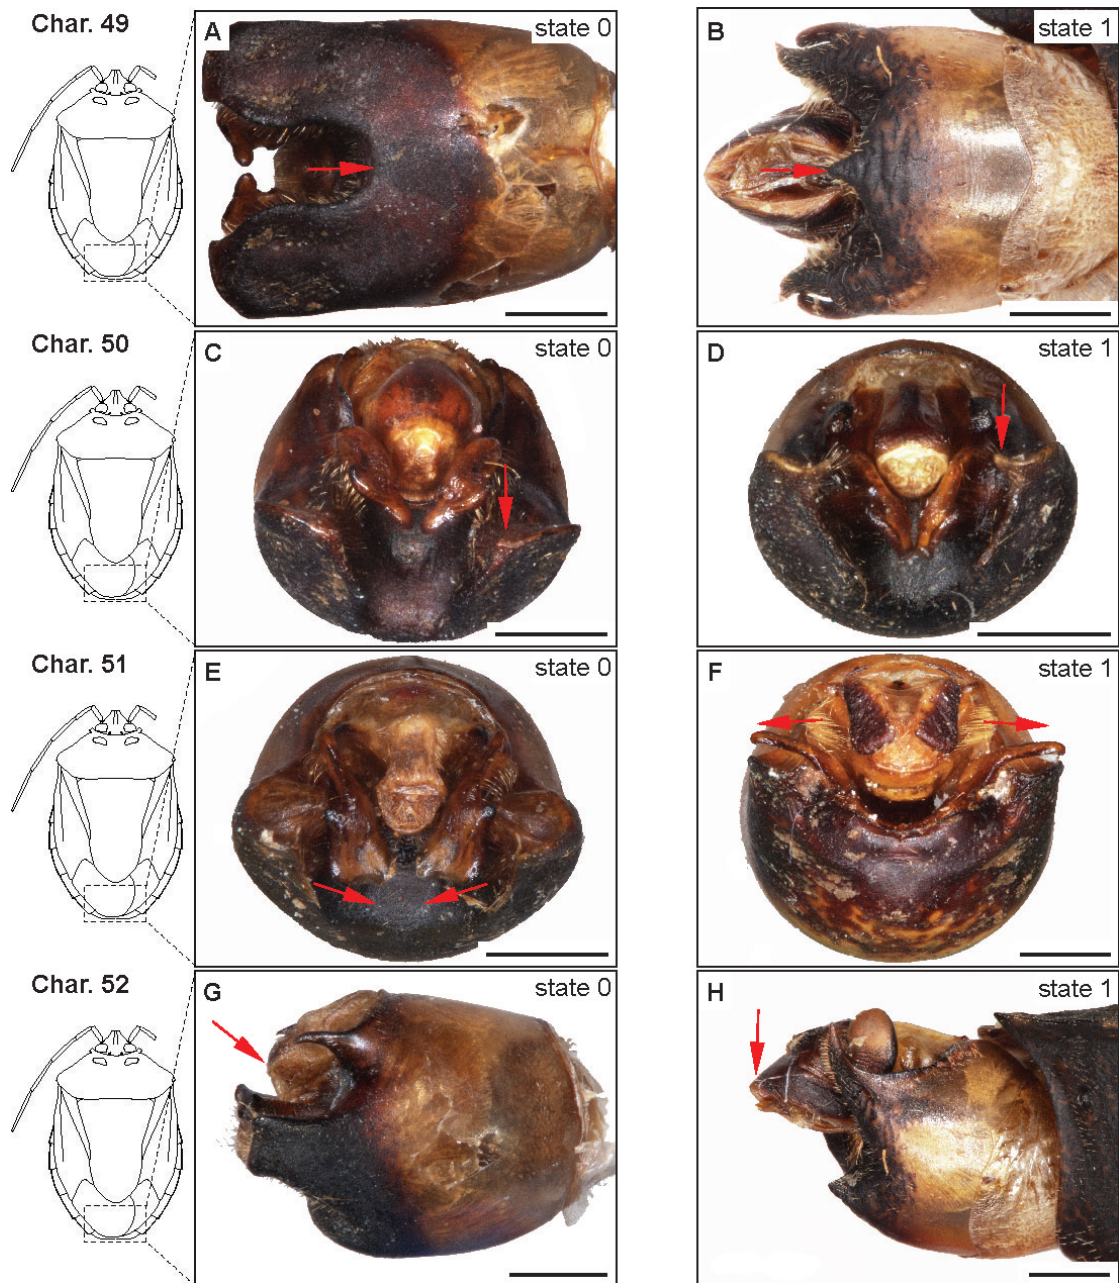 Char. 49
A
state 0
B
state 1
Char. 50
C
state 0
D
state 1
Char. 51
E
state 0
F
state 1
Char. 52
G
state 0
H
state 1